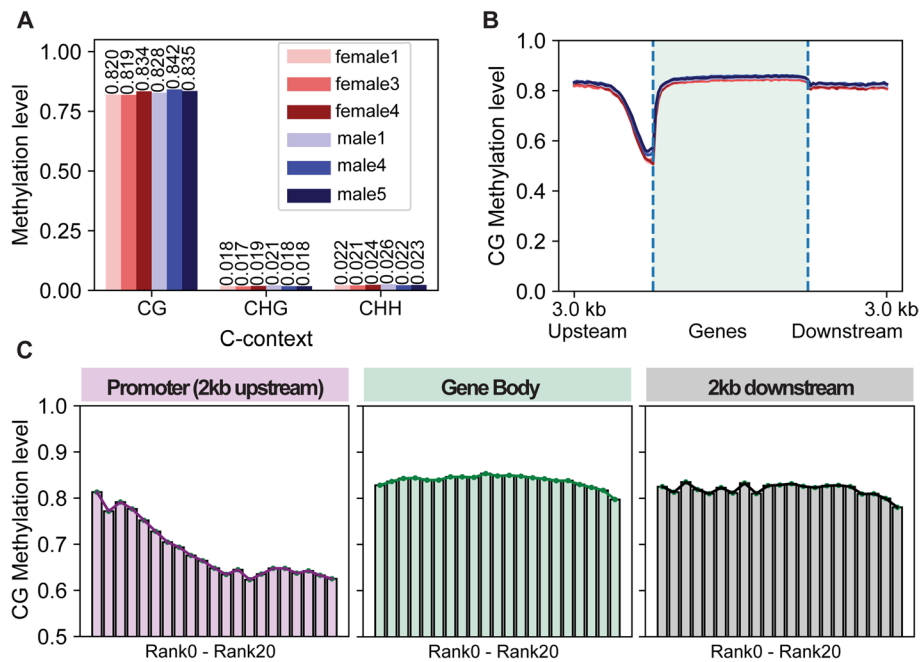 A
Methylation level
1.00
0.75
0.50
0.25
0.00
0.820
0.819
0.834
0.828
0.842
0.835
0.018
0.017
0.019
0.021
0.018
0.018
0.022
0.021
0.024
0.026
0.022
0.023
female1
female3
female4
male1
male4
male5
CG CHG CHH
C-context
B
CG Methylation level
1.0
0.8
0.6
0.4
0.2
0.0
3.0 kb 3.0 kb
Upsteam Genes Downstream
C
Promoter (2kb upstream) Gene Body 2kb downstream
CG Methylation level
1.0
0.9
0.8
0.7
0.6
0.5
Rank0 - Rank20 Rank0 - Rank20 Rank0 - Rank20